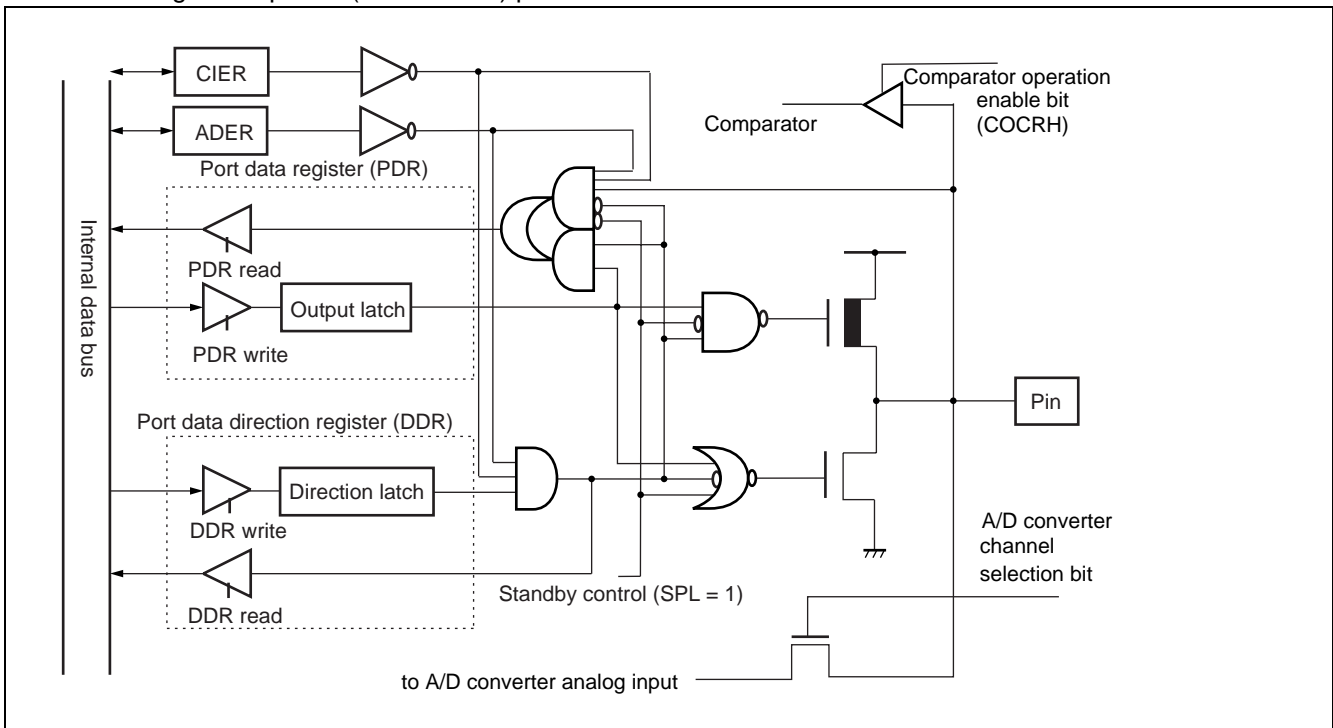 CIER
ADER
Port data register (PDR)
PDR read
Output latch
PDR write
Internal data bus
Port data direction register (DDR)
Direction latch
DDR write
DDR read
Standby control (SPL = 1)
Comparator
Comparator operation
enable bit
(COCRH)
Pin
A/D converter
channel
selection bit
to A/D converter analog input